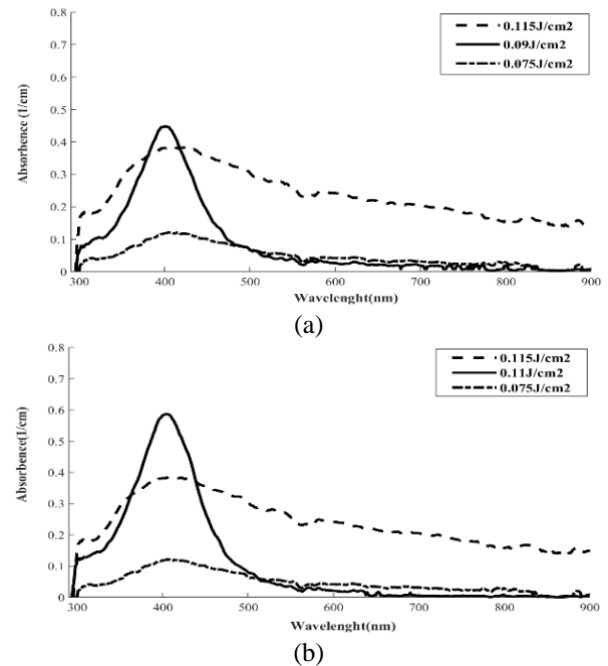 0.8
0.7
0.6
0.5
0.4
0.3
0.2
0.1
0
Absorbence (1/cm)
0.115J/cm2
0.09J/cm2
0.075J/cm2
300 400 500 600 700 800 900
Wavelenght(nm)
(a)
0.8
0.7
0.6
0.5
0.4
0.3
0.2
0.1
0
Absorbence(1/cm)
0.115J/cm2
0.11J/cm2
0.075J/cm2
300 400 500 600 700 800 900
Wavelenght(nm)
(b)